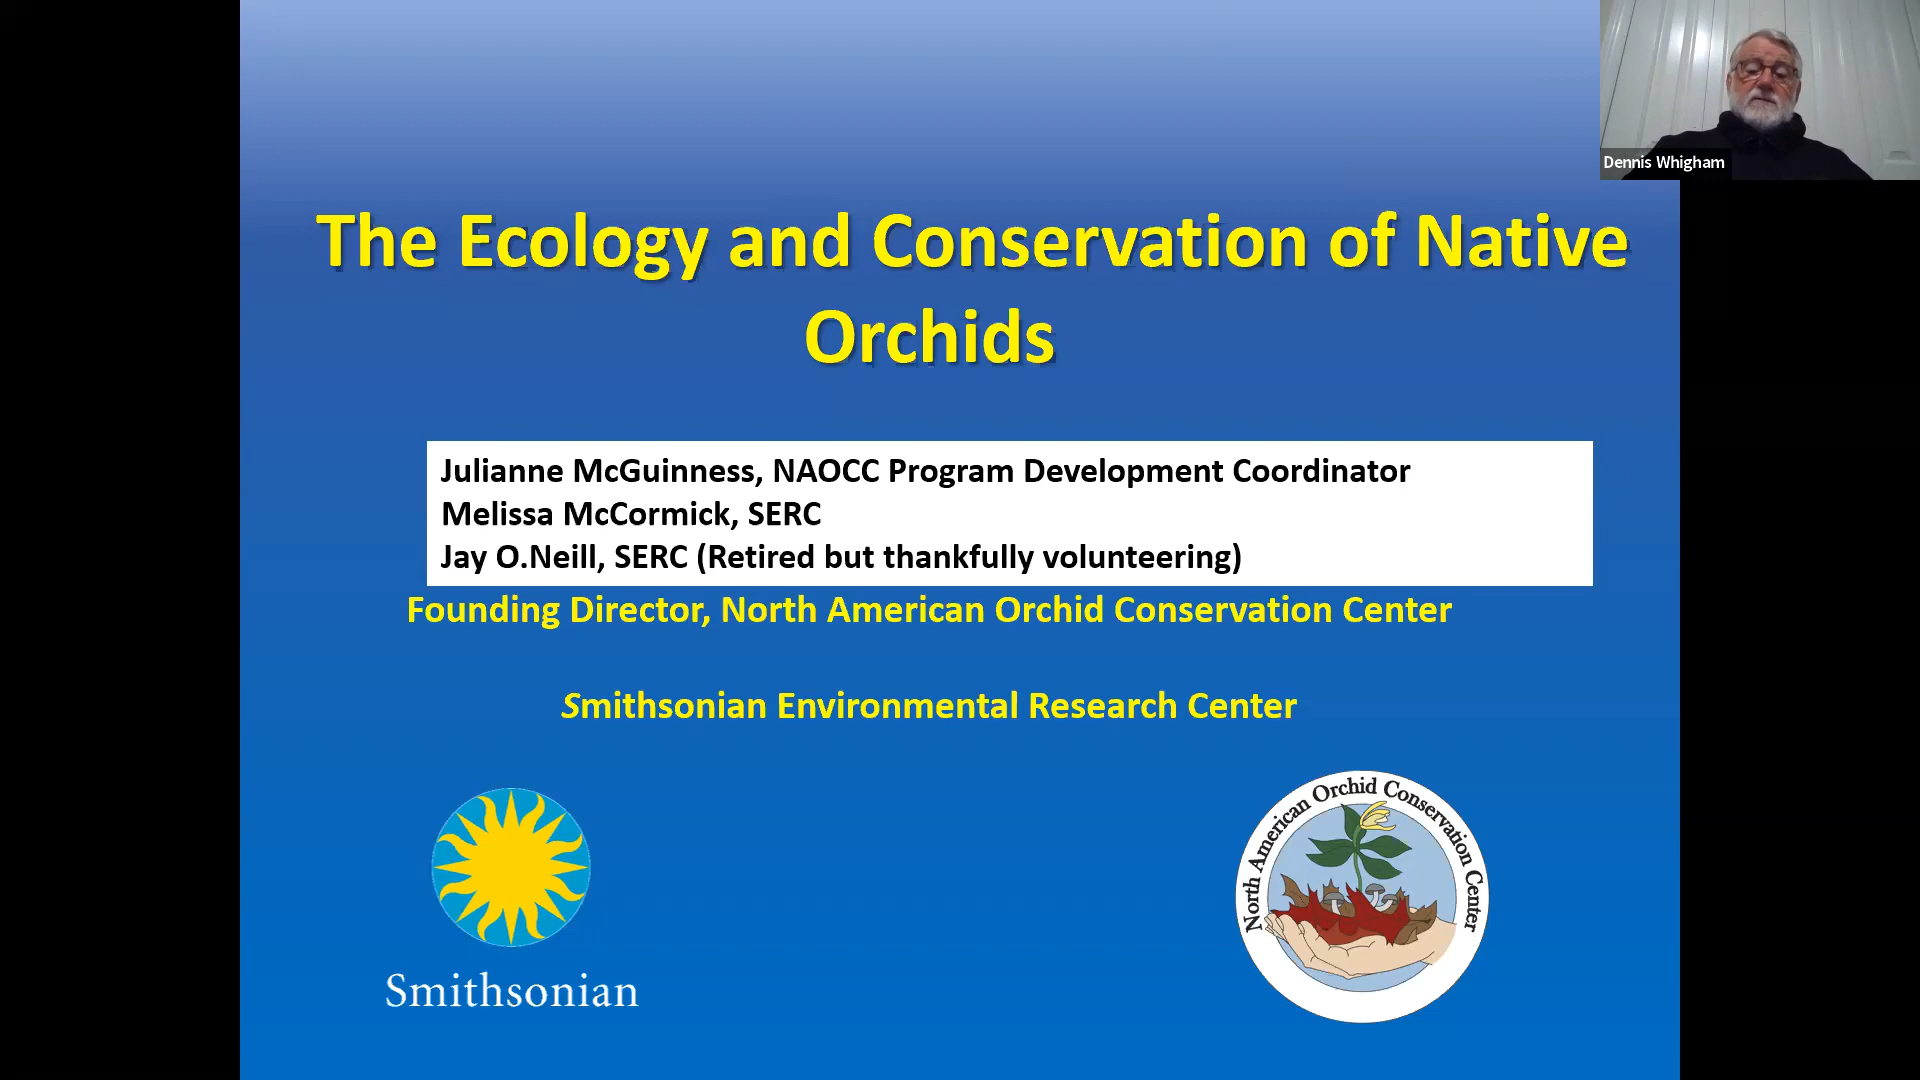 Dennis Whigham
The Ecology and Conservation of Native
Orchids
Julianne McGuinness, NAOCC Program Development Coordinator
Melissa McCormick, SERC
Jay O.Neill, SERC (Retired but thankfully volunteering)
Founding Director, North American Orchid Conservation Center
Smithsonian Environmental Research Center
Smithsonian
North American Orchid Conservation Center